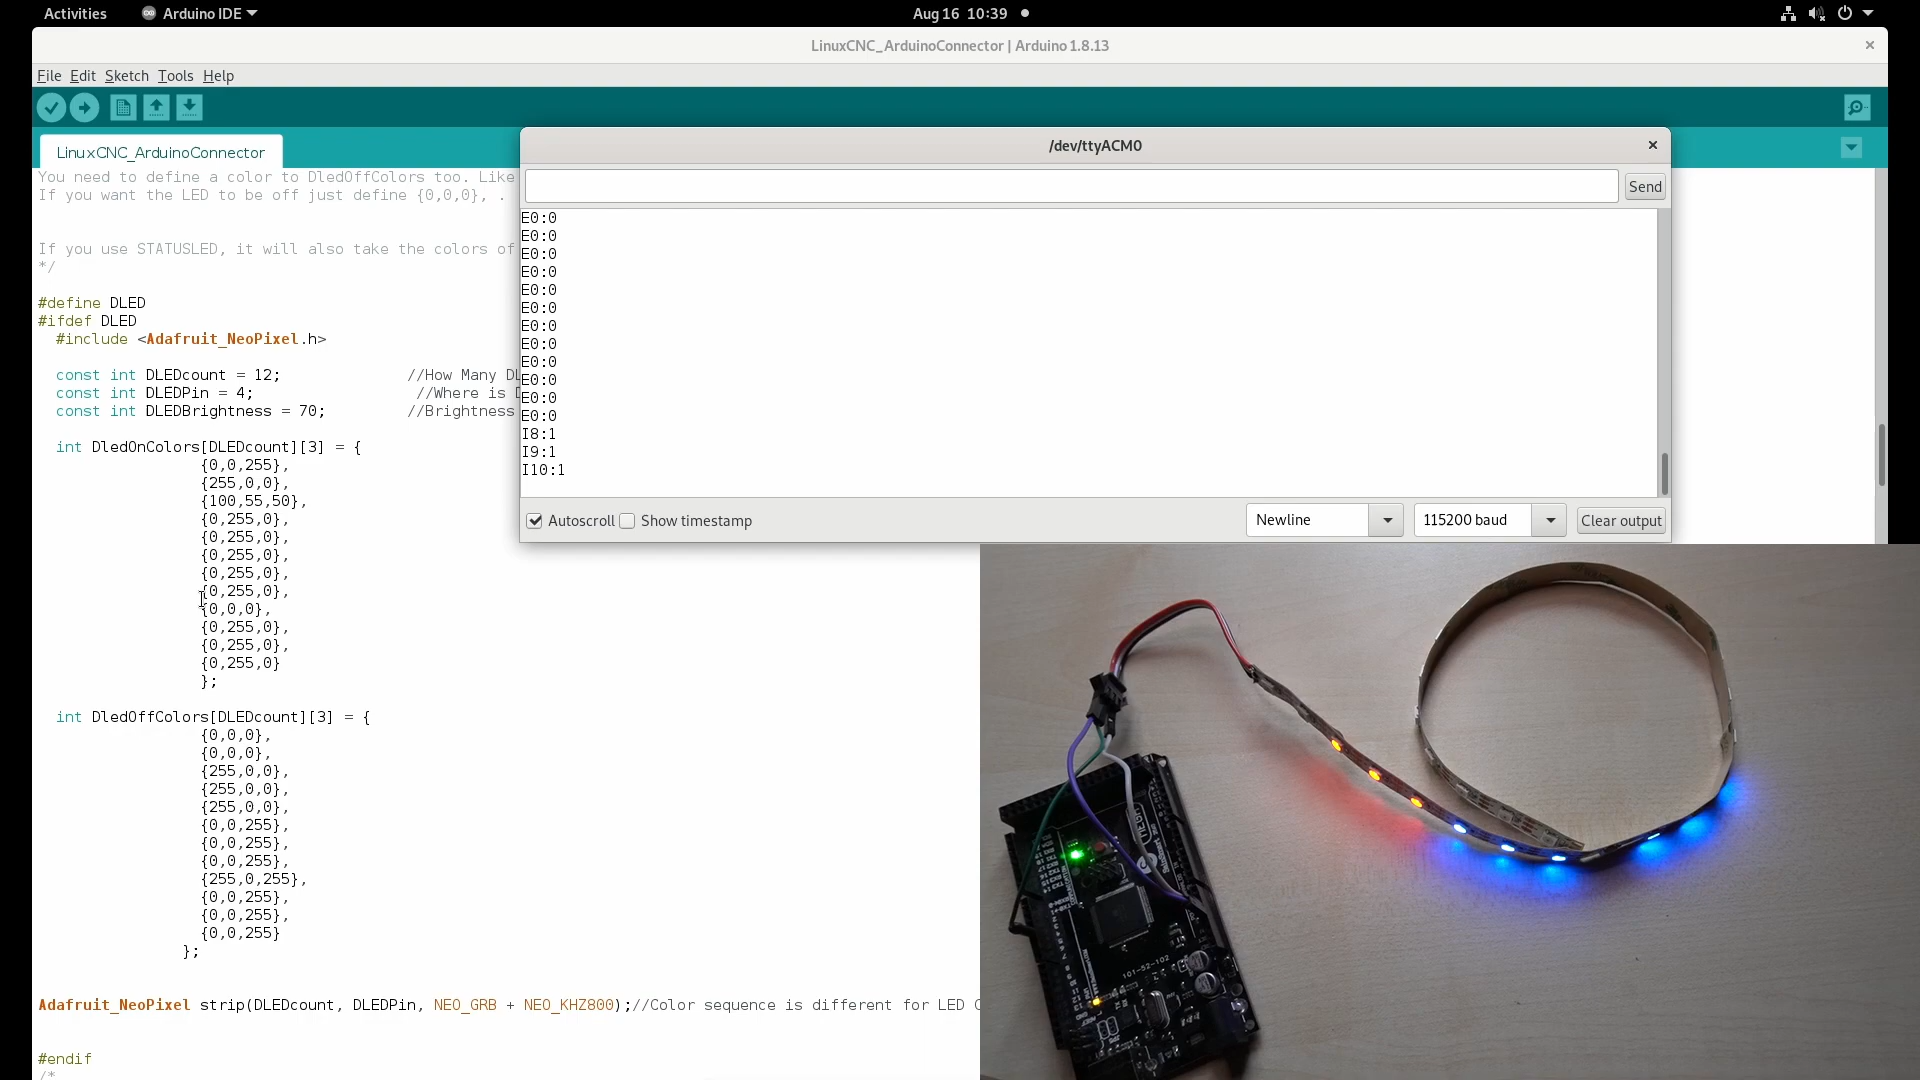 Activities
Arduino IDE
Aug 16 10:39
LinuxCNC_ArduinoConnector | Arduino 1.8.13
File Edit Sketch Tools Help
LinuxCNC_ArduinoConnector
You need to define a color to DledOffColors too. Like
If you want the LED to be off just define {0,0,0}, .
If you use STATUSLED, it will also take the colors of
*/
#define DLED
#ifdef DLED
#include <Adafruit_NeoPixel.h>
const int DLEDcount = 12; //How Many DL
const int DLEDPin = 4; //Where is D
const int DLEDBrightness = 70; //Brightness
int DledOnColors[DLEDcount][3] = {
{0,0,255},
{255,0,0},
{100,55,50},
{0,255,0},
{0,255,0},
{0,255,0},
{0,255,0},
{0,255,0},
{0,0,0},
{0,255,0},
{0,255,0},
{0,255,0}
};
int DledOffColors[DLEDcount][3] = {
{0,0,0},
{0,0,0},
{255,0,0},
{255,0,0},
{255,0,0},
{0,0,255},
{0,0,255},
{0,0,255},
{255,0,255},
{0,0,255},
{0,0,255},
{0,0,255}
};
Adafruit_NeoPixel strip(DLEDcount, DLEDPin, NEO_GRB + NEO_KHZ800);//Color sequence is different for LED C
#endif
/*
/dev/ttyACM0
Send
E0:0
E0:0
E0:0
E0:0
E0:0
E0:0
E0:0
E0:0
E0:0
E0:0
E0:0
E0:0
I8:1
I9:1
I10:1
Autoscroll
Show timestamp
Newline
115200 baud
Clear output
101-52-102